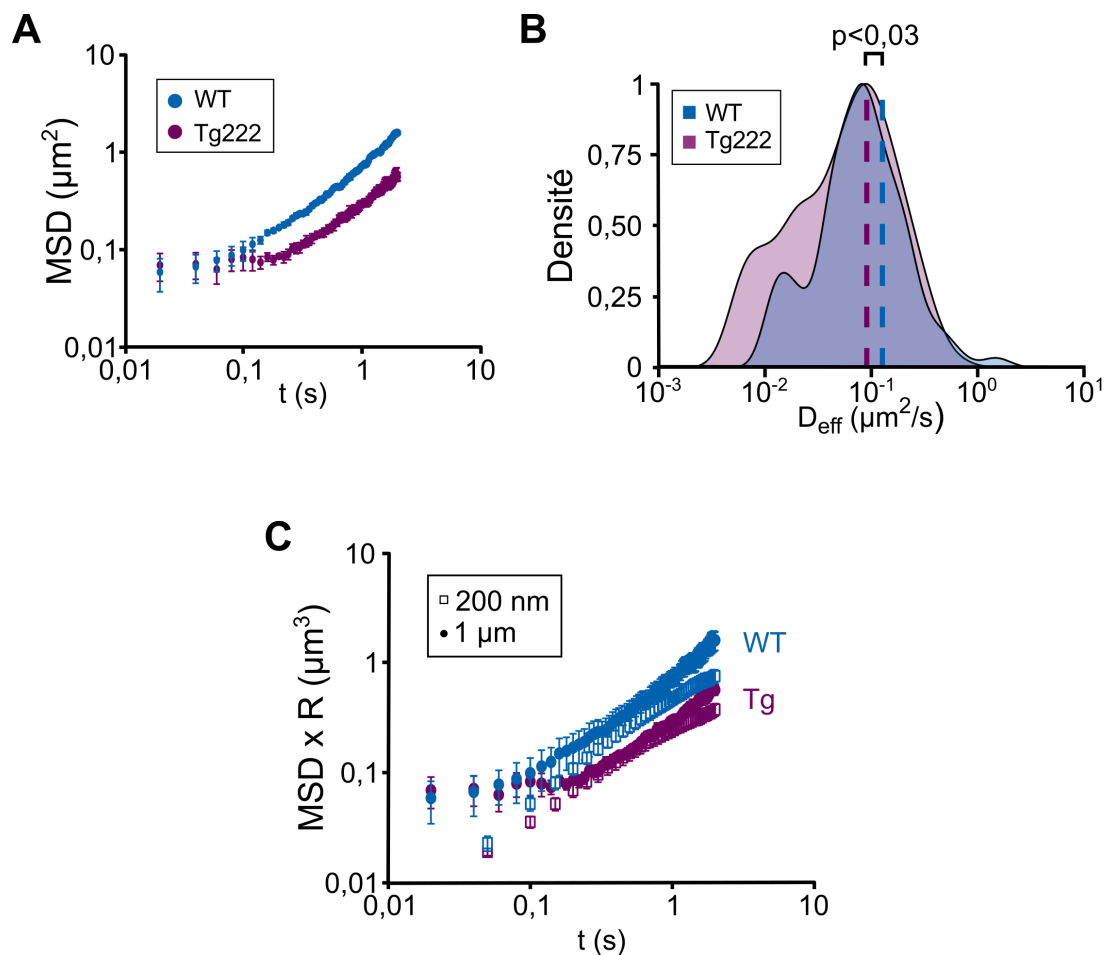 A
MSD (µm²)
10
1
0,1
0,01
WT
Tg222
0,01
0,1
1
10
t (s)
B
p<0,03
Densité
1
0,75
0,50
0,25
0
WT
Tg222
10⁻³
10⁻²
10⁻¹
10⁰
10¹
Deff (µm²/s)
C
MSD x R (µm³)
10
1
0,1
0,01
200 nm
1 µm
WT
Tg
0,01
0,1
1
10
t (s)